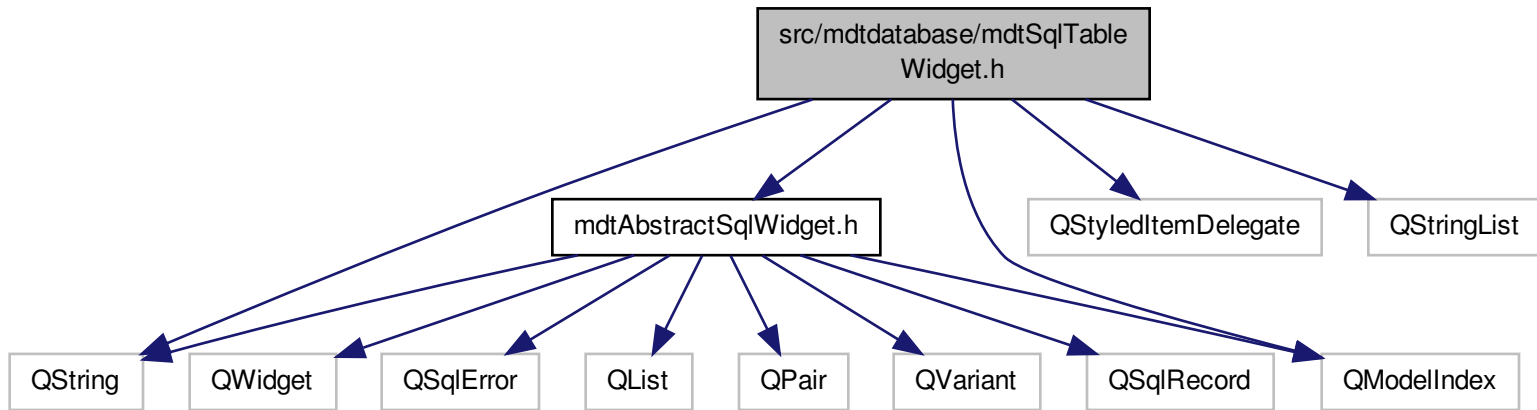 src/mdtdatabase/mdtSqlTable
Widget.h
mdtAbstractSqlWidget.h
QStyledItemDelegate
QStringList
QString
QWidget
QSqlError
QList
QPair
QVariant
QSqlRecord
QModelIndex